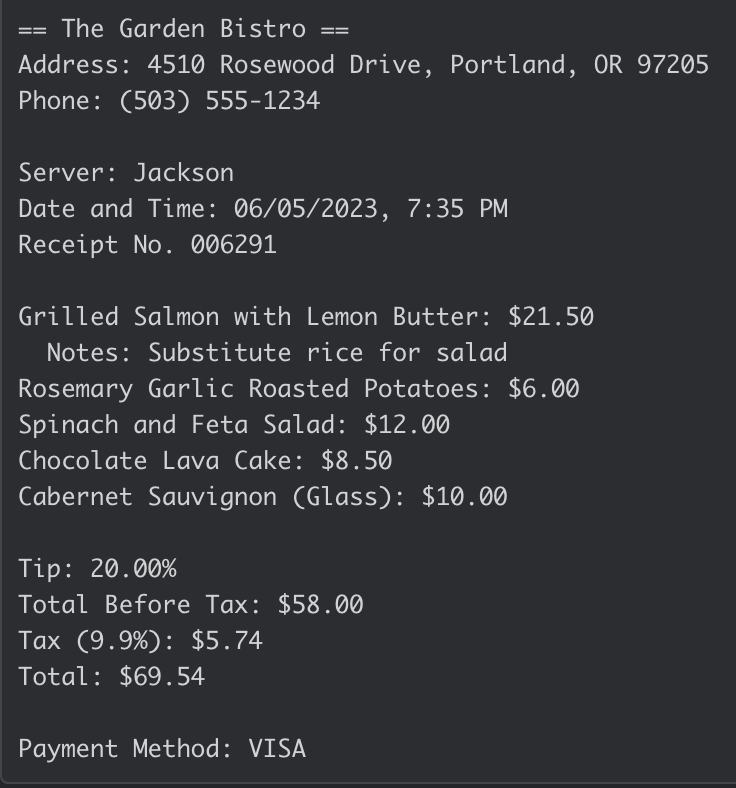 == The Garden Bistro ==
Address: 4510 Rosewood Drive, Portland, OR 97205
Phone: (503) 555-1234
Server: Jackson
Date and Time: 06/05/2023, 7:35 PM
Receipt No. 006291
Grilled Salmon with Lemon Butter: $21.50
Notes: Substitute rice for salad
Rosemary Garlic Roasted Potatoes: $6.00
Spinach and Feta Salad: $12.00
Chocolate Lava Cake: $8.50
Cabernet Sauvignon (Glass): $10.00
Tip: 20.00%
Total Before Tax: $58.00
Tax (9.9%): $5.74
Total: $69.54
Payment Method: VISA